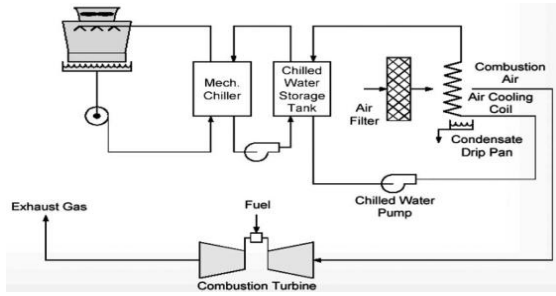 Mech.
Chiller
Chilled
Water
Storage
Tank
Air
Filter
Combustion
Air
Air Cooling
Coil
Condensate
Drip Pan
Chilled Water
Pump
Exhaust Gas
Fuel
Combustion Turbine